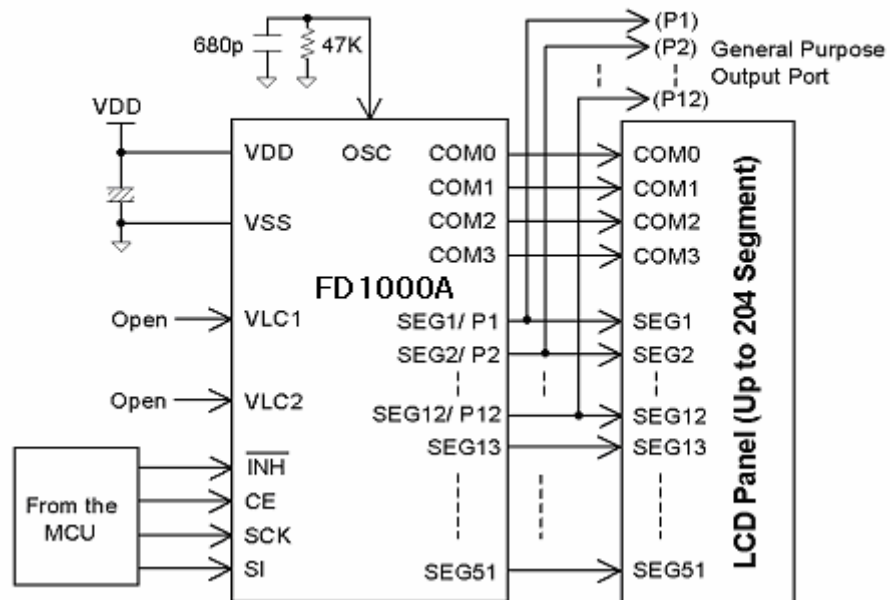 (P1)
(P2)
General Purpose
Output Port
(P12)
680p
47K
VDD
VDD
OSC
COM0
COM0
COM1
COM1
VSS
COM2
COM2
COM3
COM3
FD1000A
Open
VLC1
SEG1/ P1
SEG1
SEG2/ P2
SEG2
Open
VLC2
SEG12/ P12
SEG12
SEG13
SEG13
INH
From the
MCU
CE
SCK
SI
SEG51
SEG51
LCD Panel (Up to 204 Segment)